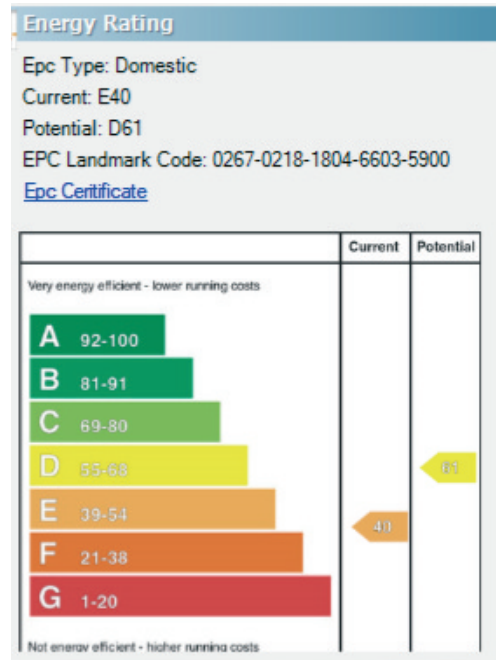 Energy Rating
Epc Type: Domestic
Current: E40
Potential: D61
EPC Landmark Code: 0267-0218-1804-6603-5900
Epc Ceritificate
Current Potential
Very energy efficient - lower running costs
A 92-100
B 81-91
C 69-80
D 55-68
61
E 39-54
40
F 21-38
G 1-20
Not energy efficient - higher running costs